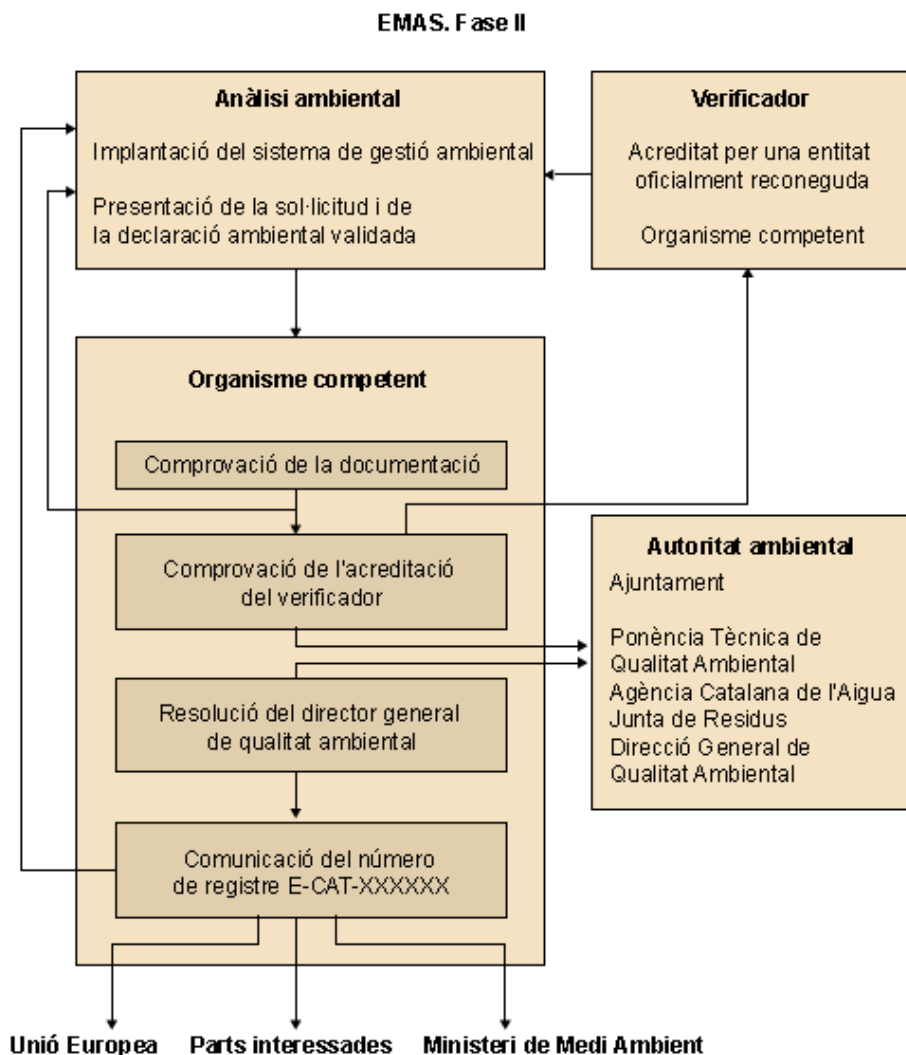 EMAS. Fase II
Anàlisi ambiental
Implantació del sistema de gestió ambiental
Presentació de la sol·licitud i de
la declaració ambiental validada
Verificador
Acreditat per una entitat
oficialment reconeguda
Organisme competent
Organisme competent
Comprovació de la documentació
Comprovació de l'acreditació
del verificador
Resolució del director general
de qualitat ambiental
Comunicació del número
de registre E-CAT-XXXXXX
Autoritat ambiental
Ajuntament
Ponència Tècnica de
Qualitat Ambiental
Agència Catalana de l'Aigua
Junta de Residus
Direcció General de
Qualitat Ambiental
Unió Europea
Parts interessades
Ministeri de Medi Ambient